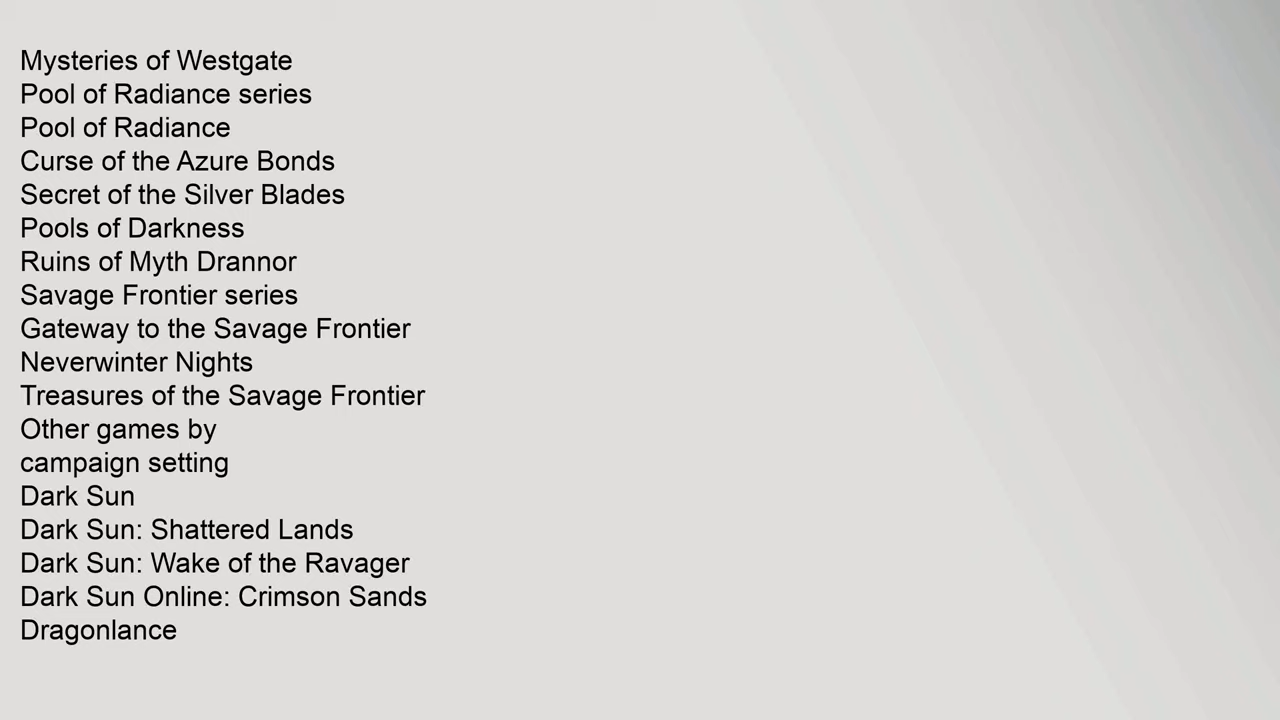 Mysteries of Westgate
Pool of Radiance series
Pool of Radiance
Curse of the Azure Bonds
Secret of the Silver Blades
Pools of Darkness
Ruins of Myth Drannor
Savage Frontier series
Gateway to the Savage Frontier
Neverwinter Nights
Treasures of the Savage Frontier
Other games by
campaign setting
Dark Sun
Dark Sun: Shattered Lands
Dark Sun: Wake of the Ravager
Dark Sun Online: Crimson Sands
Dragonlance